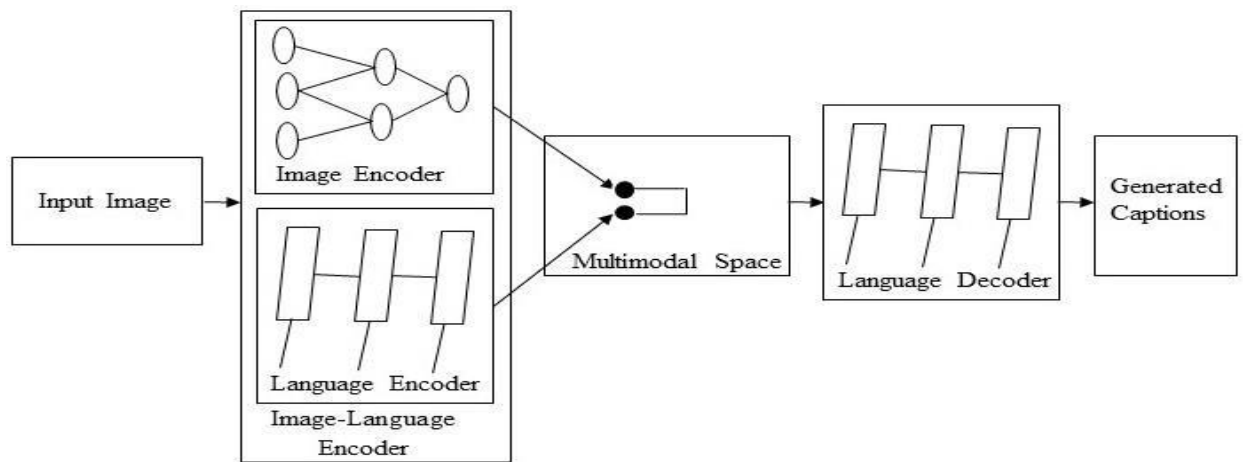 Input Image
Image Encoder
Language Encoder
Image-Language
Encoder
Multimodal Space
Language Decoder
Generated
Captions